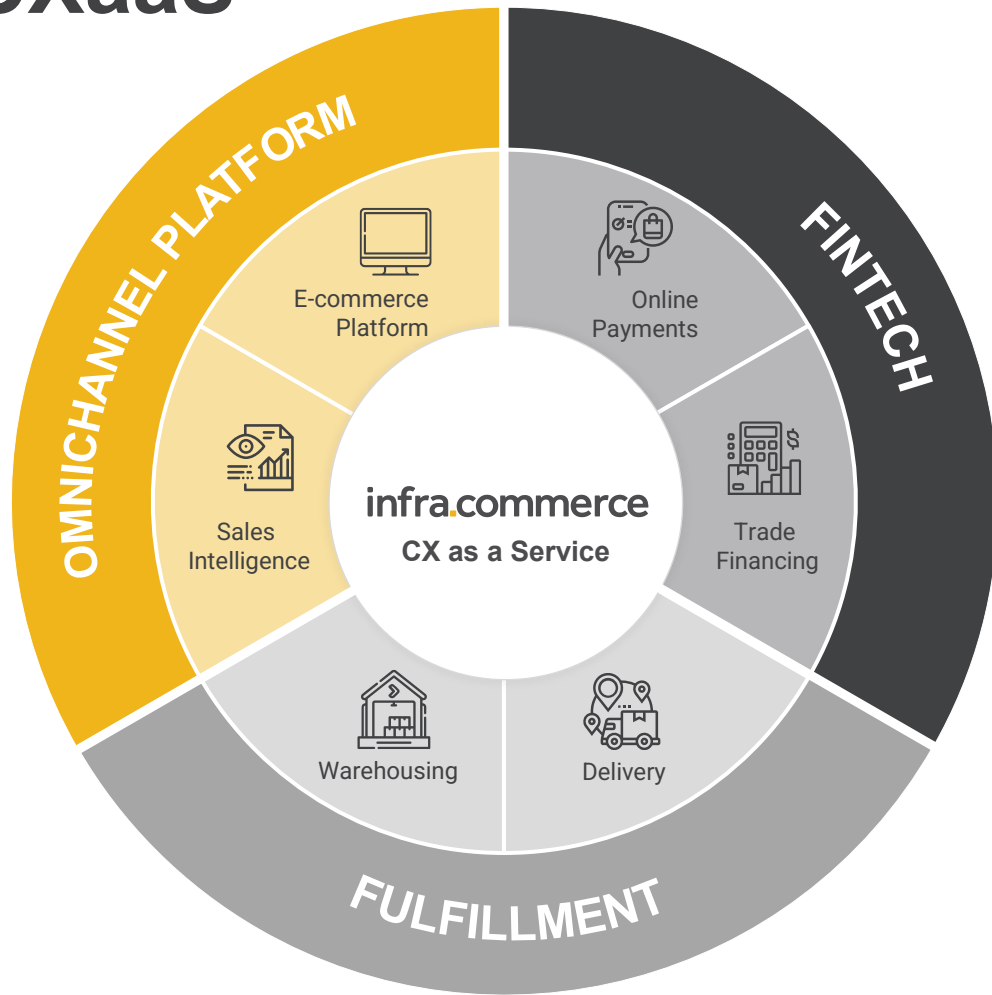 CXaaS
OMNICHANNEL PLATFORM
FINTECH
E-commerce
Platform
Online
Payments
Sales
Intelligence
infra.commerce
CX as a Service
Trade
Financing
Warehousing
Delivery
FULFILLMENT